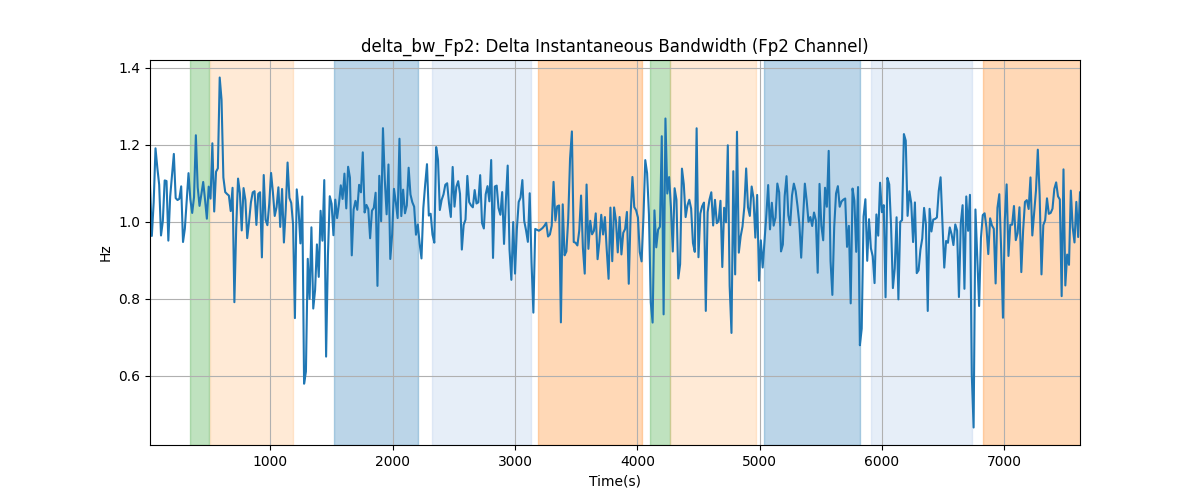 delta_bw_Fp2: Delta Instantaneous Bandwidth (Fp2 Channel)
1.4
1.2
1.0
0.8
0.6
Hz
1000 2000 3000 4000 5000 6000 7000
Time(s)